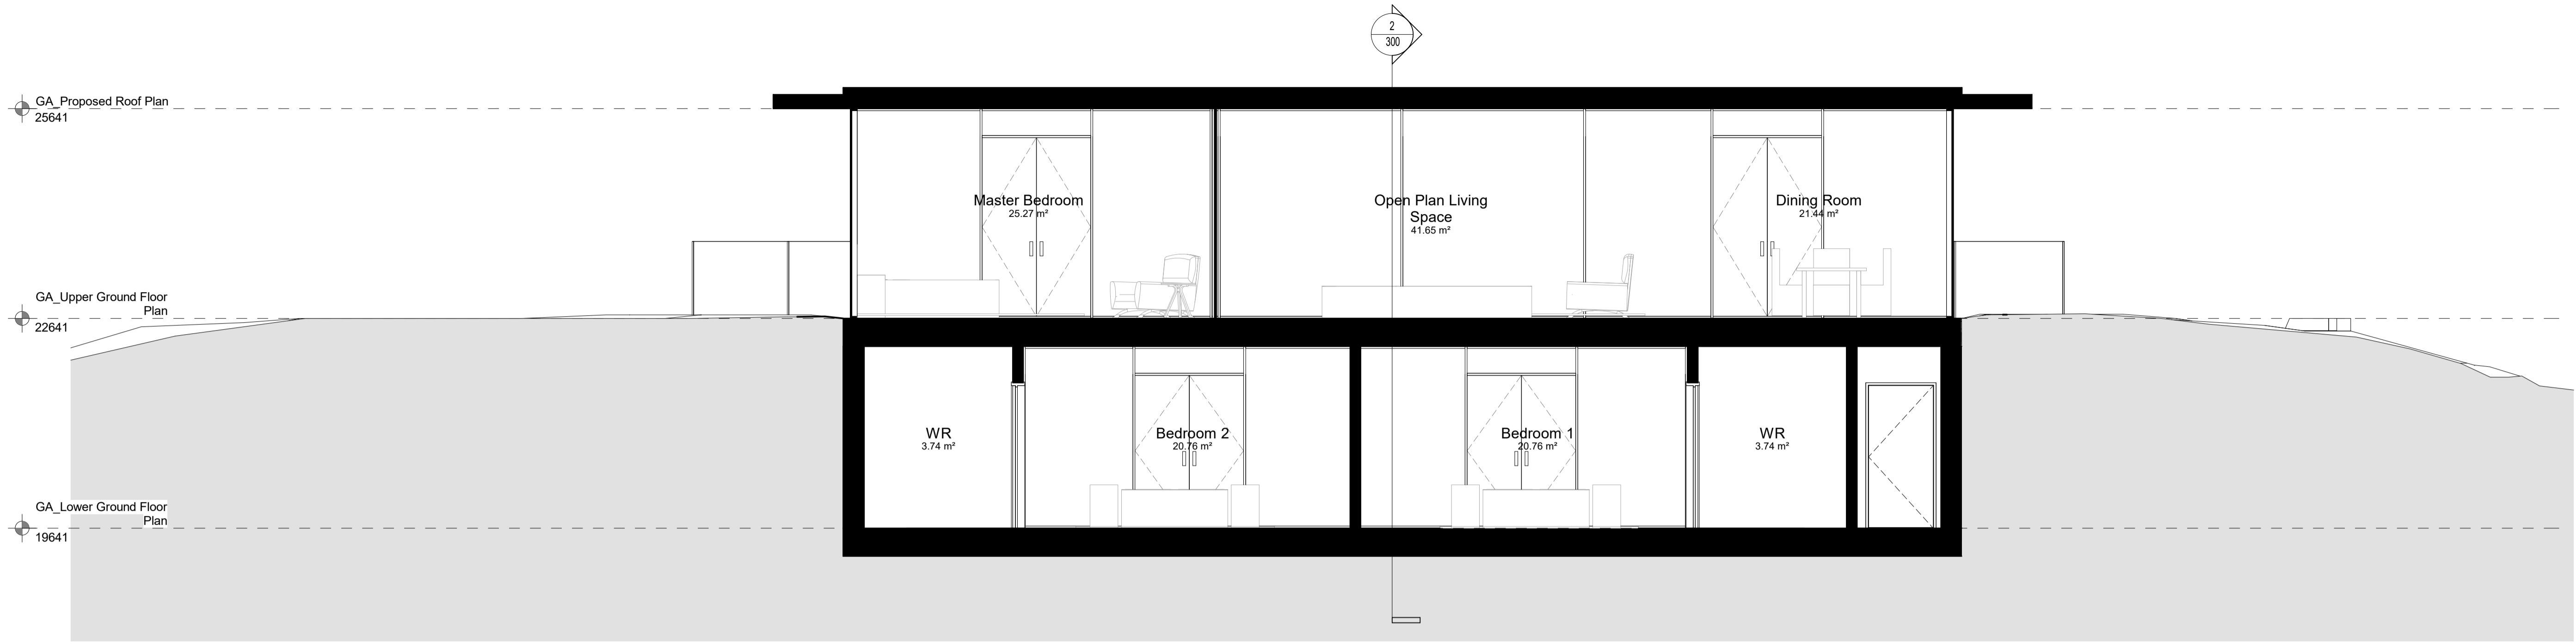 2
300
GA_Proposed Roof Plan
25641
Master Bedroom
25.27 m²
Open Plan Living
Space
41.65 m²
Dining Room
21.44 m²
GA_Upper Ground Floor
Plan
22641
WR
3.74 m²
Bedroom 2
20.76 m²
Bedroom 1
20.76 m²
WR
3.74 m²
GA_Lower Ground Floor
Plan
19641